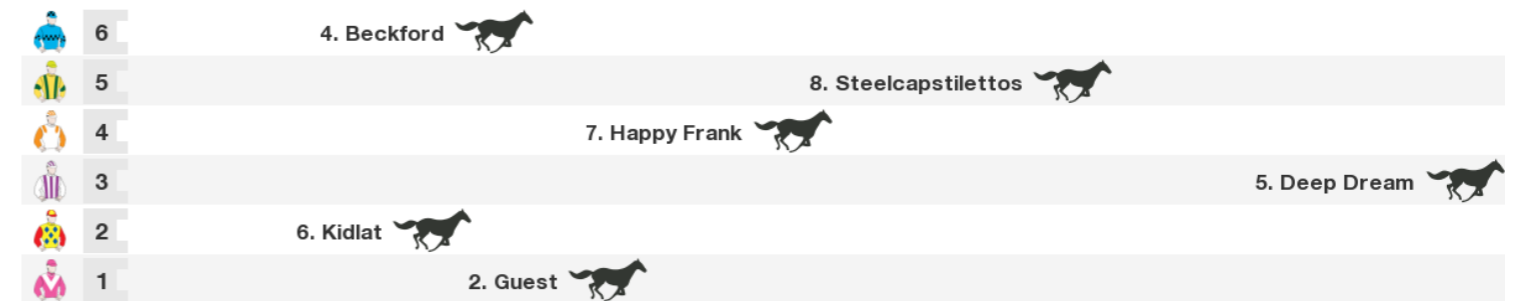 6 4. Beckford
5 8. Steelcapstilettos
4 7. Happy Frank
3 5. Deep Dream
2 6. Kidlat
1 2. Guest